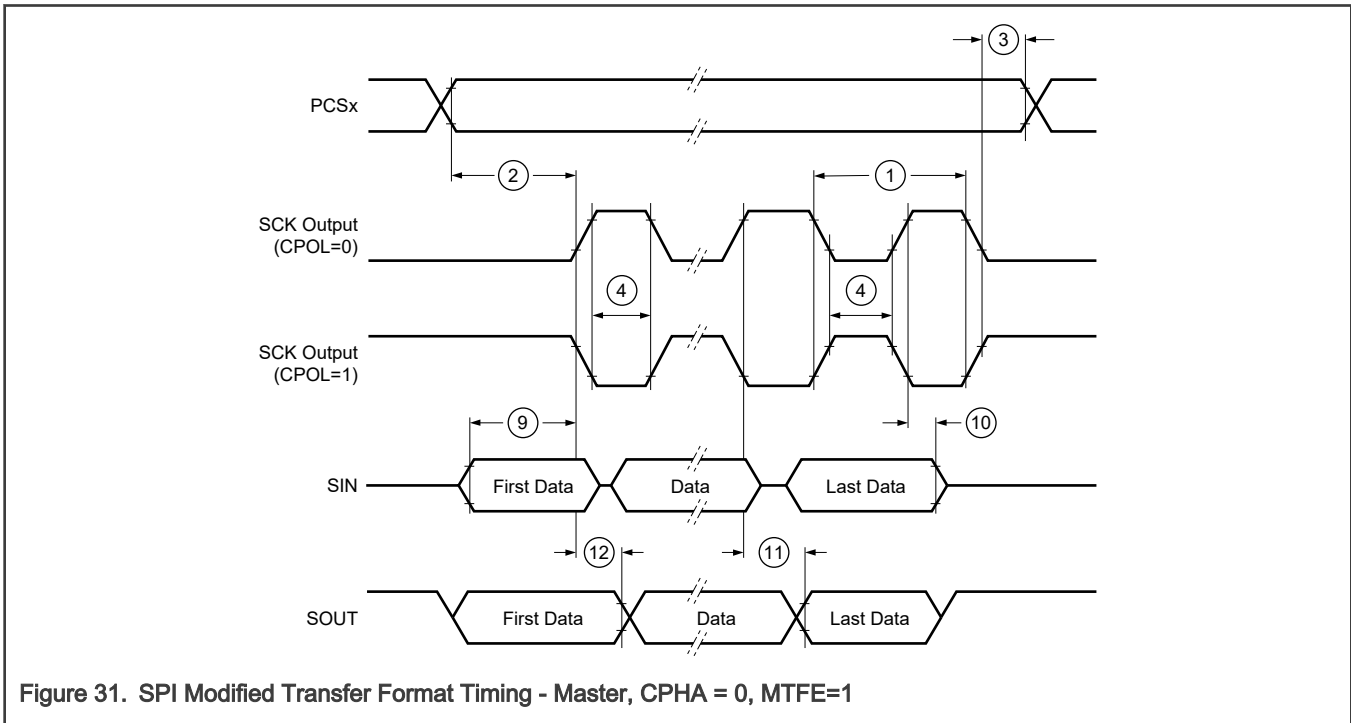 3
PCSx
2
1
SCK Output
(CPOL=0)
4
4
SCK Output
(CPOL=1)
9
10
SIN
First Data
Data
Last Data
12
11
SOUT
First Data
Data
Last Data
Figure 31. SPI Modified Transfer Format Timing - Master, CPHA = 0, MTFE=1